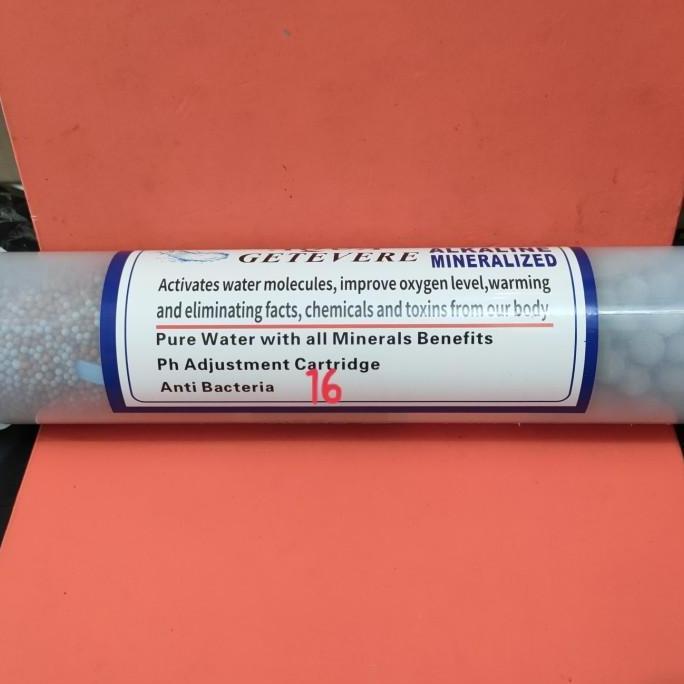 GETEVERE
ALKALINE
MINERALIZED
Activates water molecules, improve oxygen level,warming
and eliminating facts, chemicals and toxins from our body
Pure Water with all Minerals Benefits
Ph Adjustment Cartridge
Anti Bacteria
16